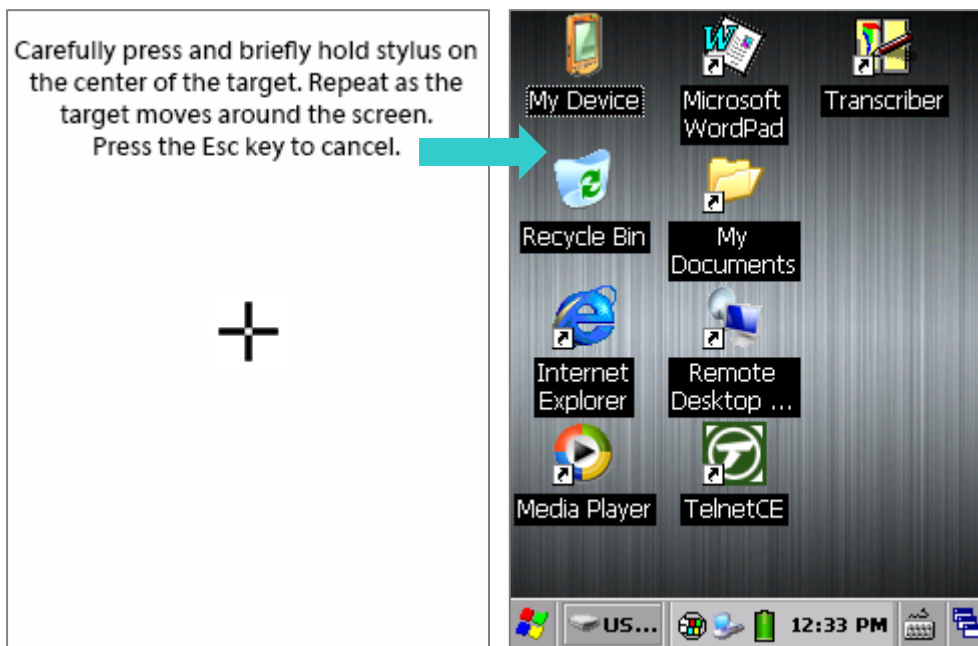 Carefully press and briefly hold stylus on
the center of the target. Repeat as the
target moves around the screen.
Press the Esc key to cancel.
My Device
Microsoft
WordPad
Transcriber
Recycle Bin
My
Documents
Internet
Explorer
Remote
Desktop ...
Media Player
TelnetCE
US...
12:33 PM